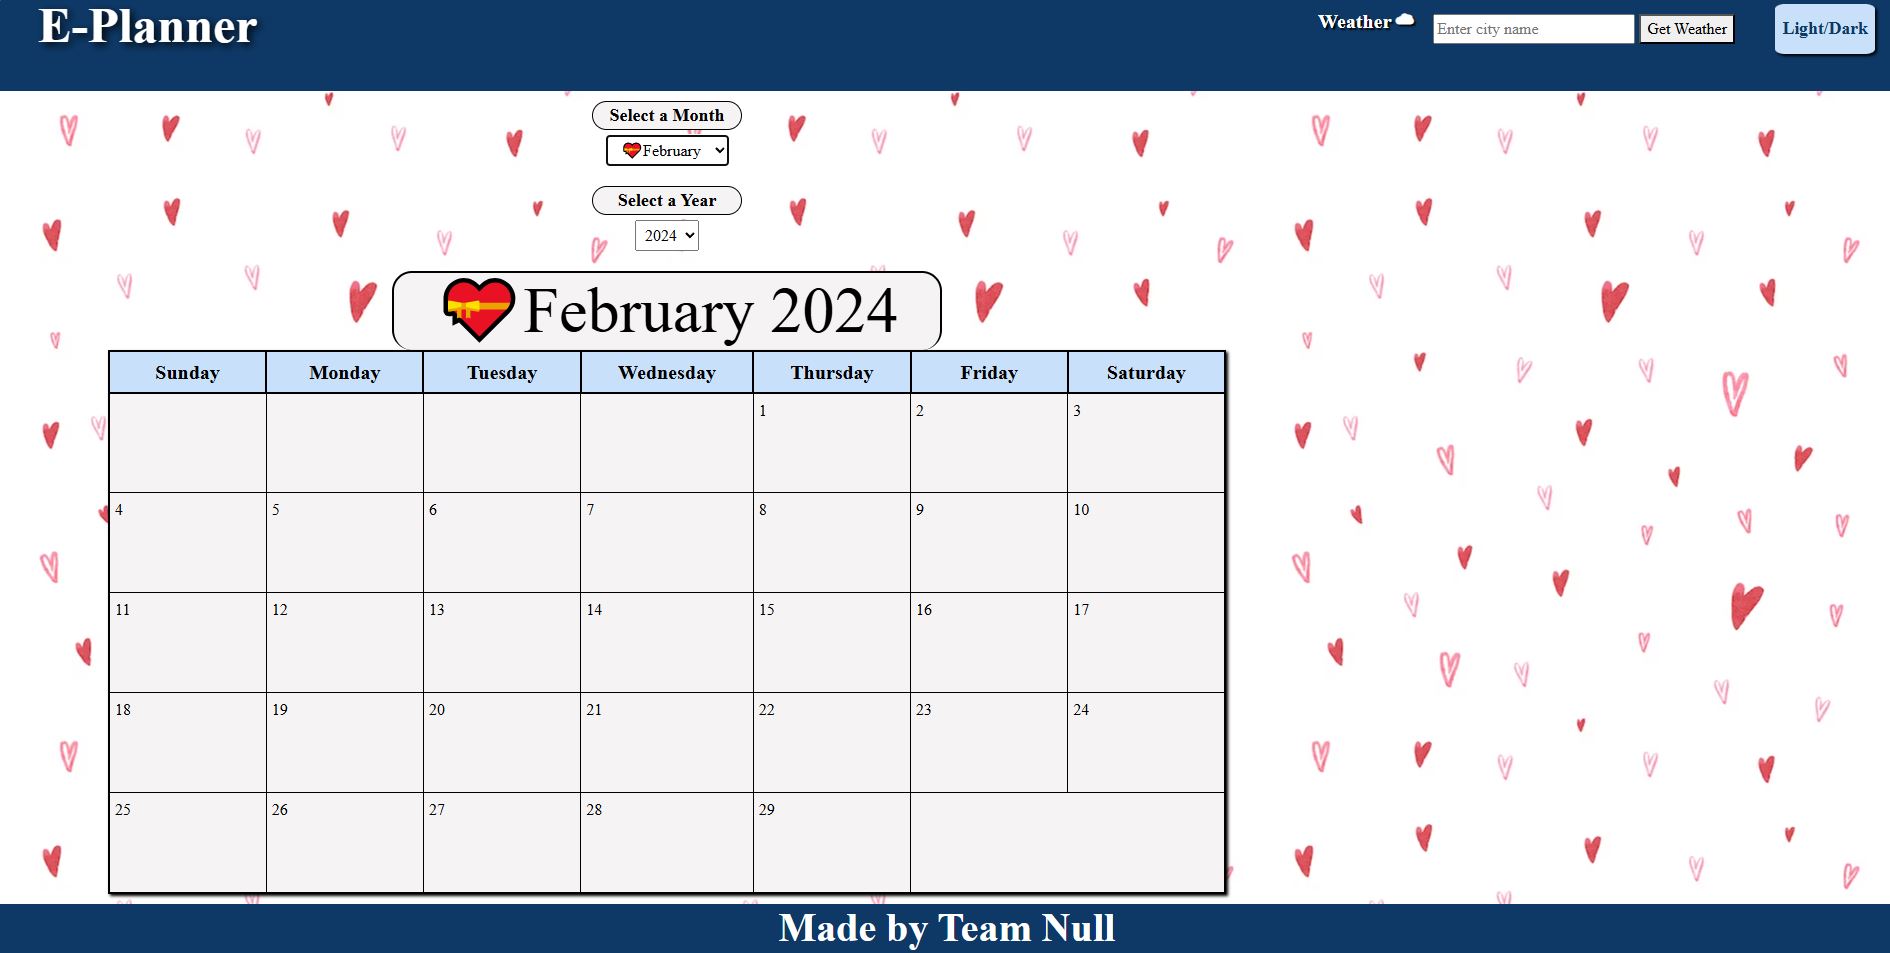 E-Planner
Weather Enter city name Get Weather Light/Dark
Select a Month
February
Select a Year
2024
February 2024
Sunday Monday Tuesday Wednesday Thursday Friday Saturday
1 2 3
4 5 6 7 8 9 10
11 12 13 14 15 16 17
18 19 20 21 22 23 24
25 26 27 28 29
Made by Team Null